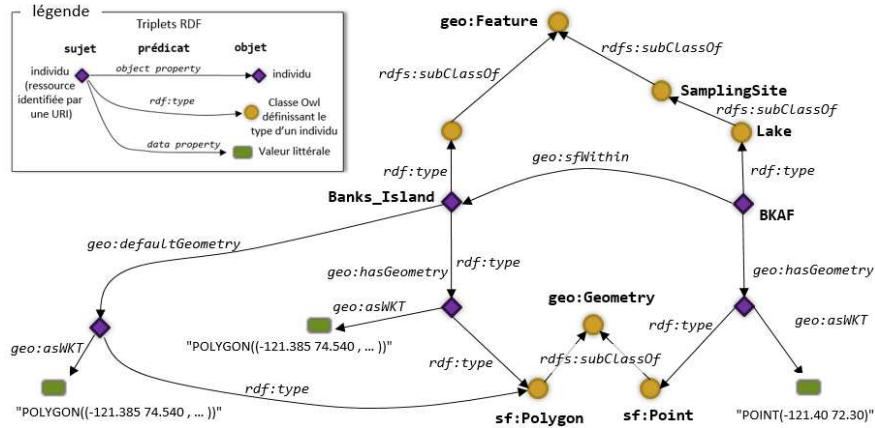 légende
Triplets RDF
sujet prédicat objet
object property
individu
(ressource
identifiée par
une URI)
individu
rdf:type
Classe Owl
définissant le
type d'un individu
data property
Valeur littérale
geo:Feature
rdfs:subClassOf
rdfs:subClassOf
SamplingSite
rdfs:subClassOf
Lake
rdf:type
geo:sfWithin
rdf:type
Banks_Island
BKAF
geo:defaultGeometry
rdf:type
geo:hasGeometry
geo:hasGeometry
geo:asWKT
geo:Geometry
geo:asWKT
rdf:type
geo:asWKT
"POLYGON((-121.385 74.540 , ... ))"
rdf:type
rdfs:subClassOf
rdf:type
"POLYGON((-121.385 74.540 , ... ))"
sf:Polygon
sf:Point
"POINT(-121.40 72.30)"